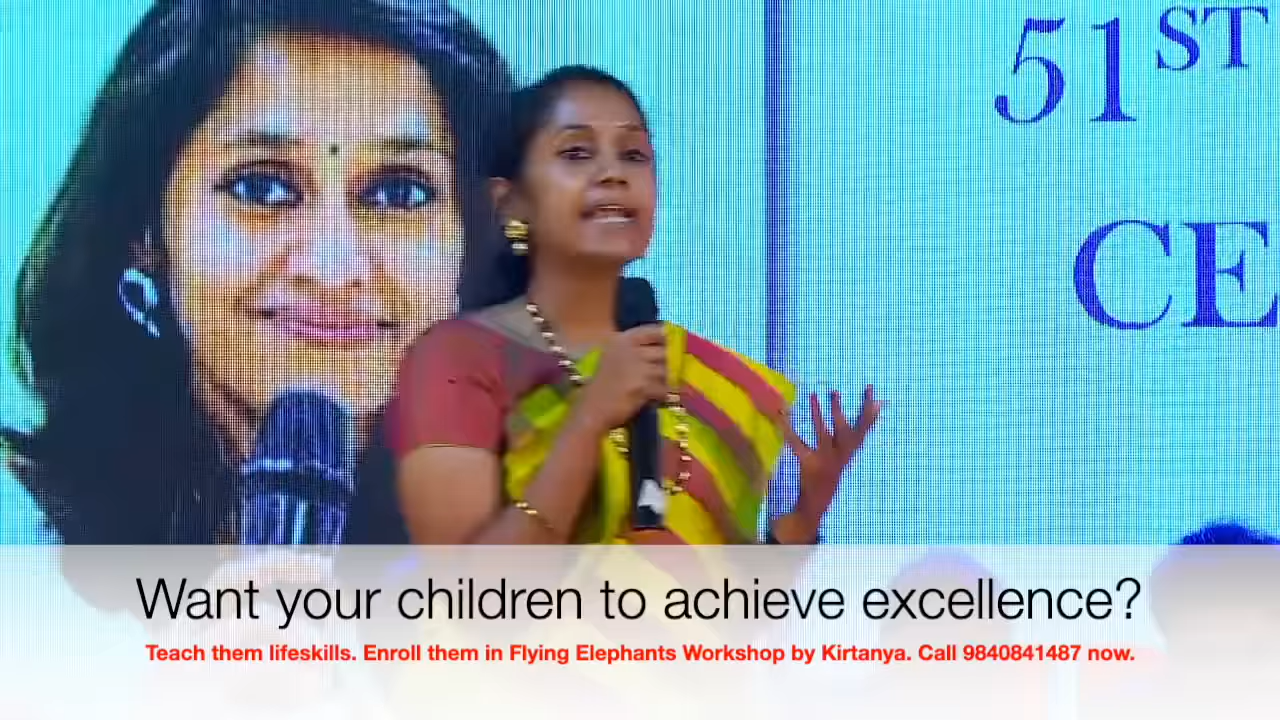 51ST
CE
Want your children to achieve excellence?
Teach them lifeskills. Enroll them in Flying Elephants Workshop by Kirtanya. Call 9840841487 now.